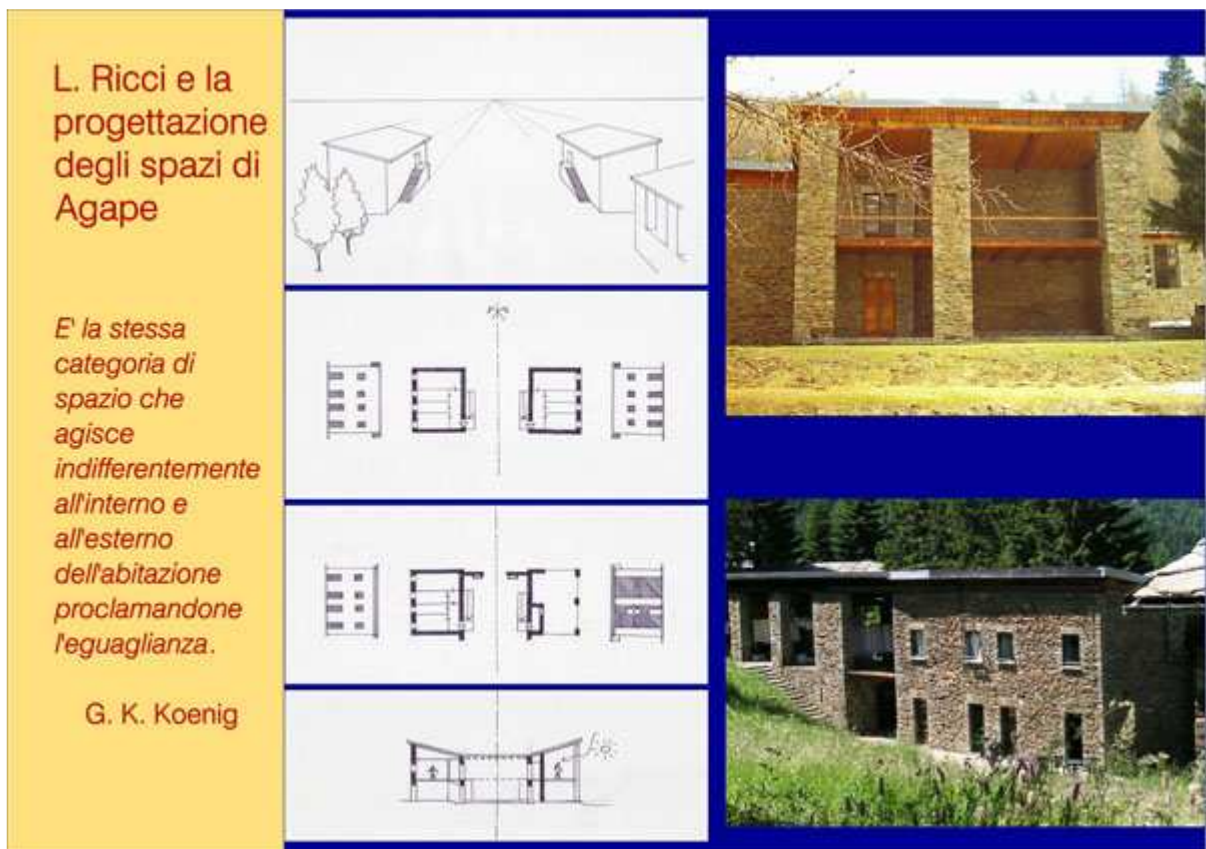 L. Ricci e la
progettazione
degli spazi di
Agape
E' la stessa
categoria di
spazio che
agisce
indifferentemente
all'interno e
all'esterno
dell'abitazione
proclamandone
l'eguaglianza.
G. K. Koenig